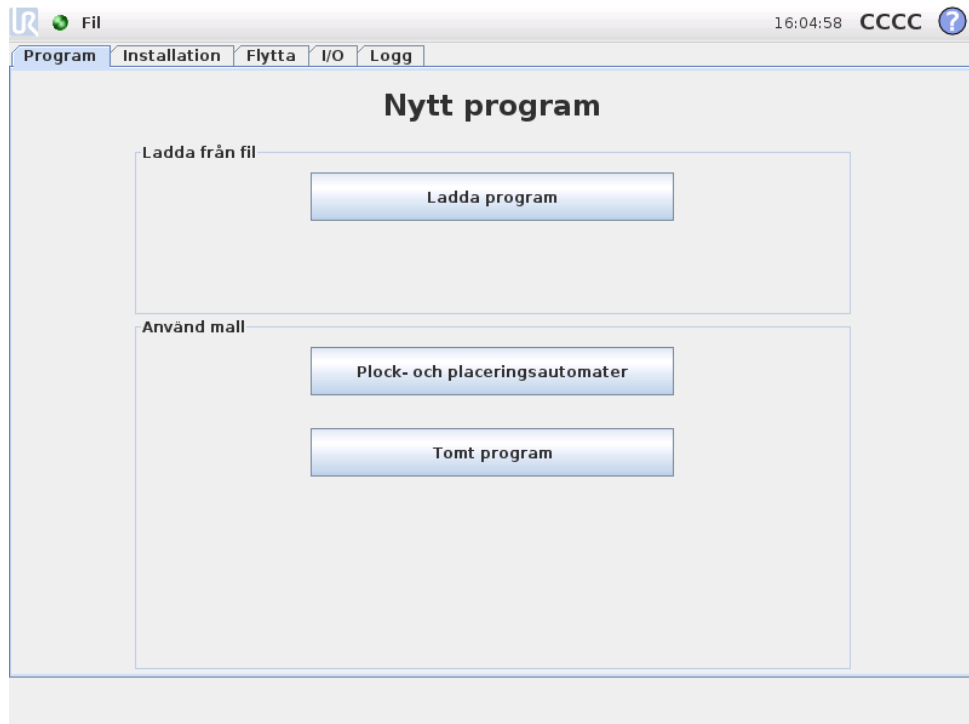 UR Fil 16:04:58 CCCC ?
Program Installation Flytta I/O Logg
Nytt program
Ladda från fil
Ladda program
Använd mall
Plock- och placeringsautomater
Tomt program